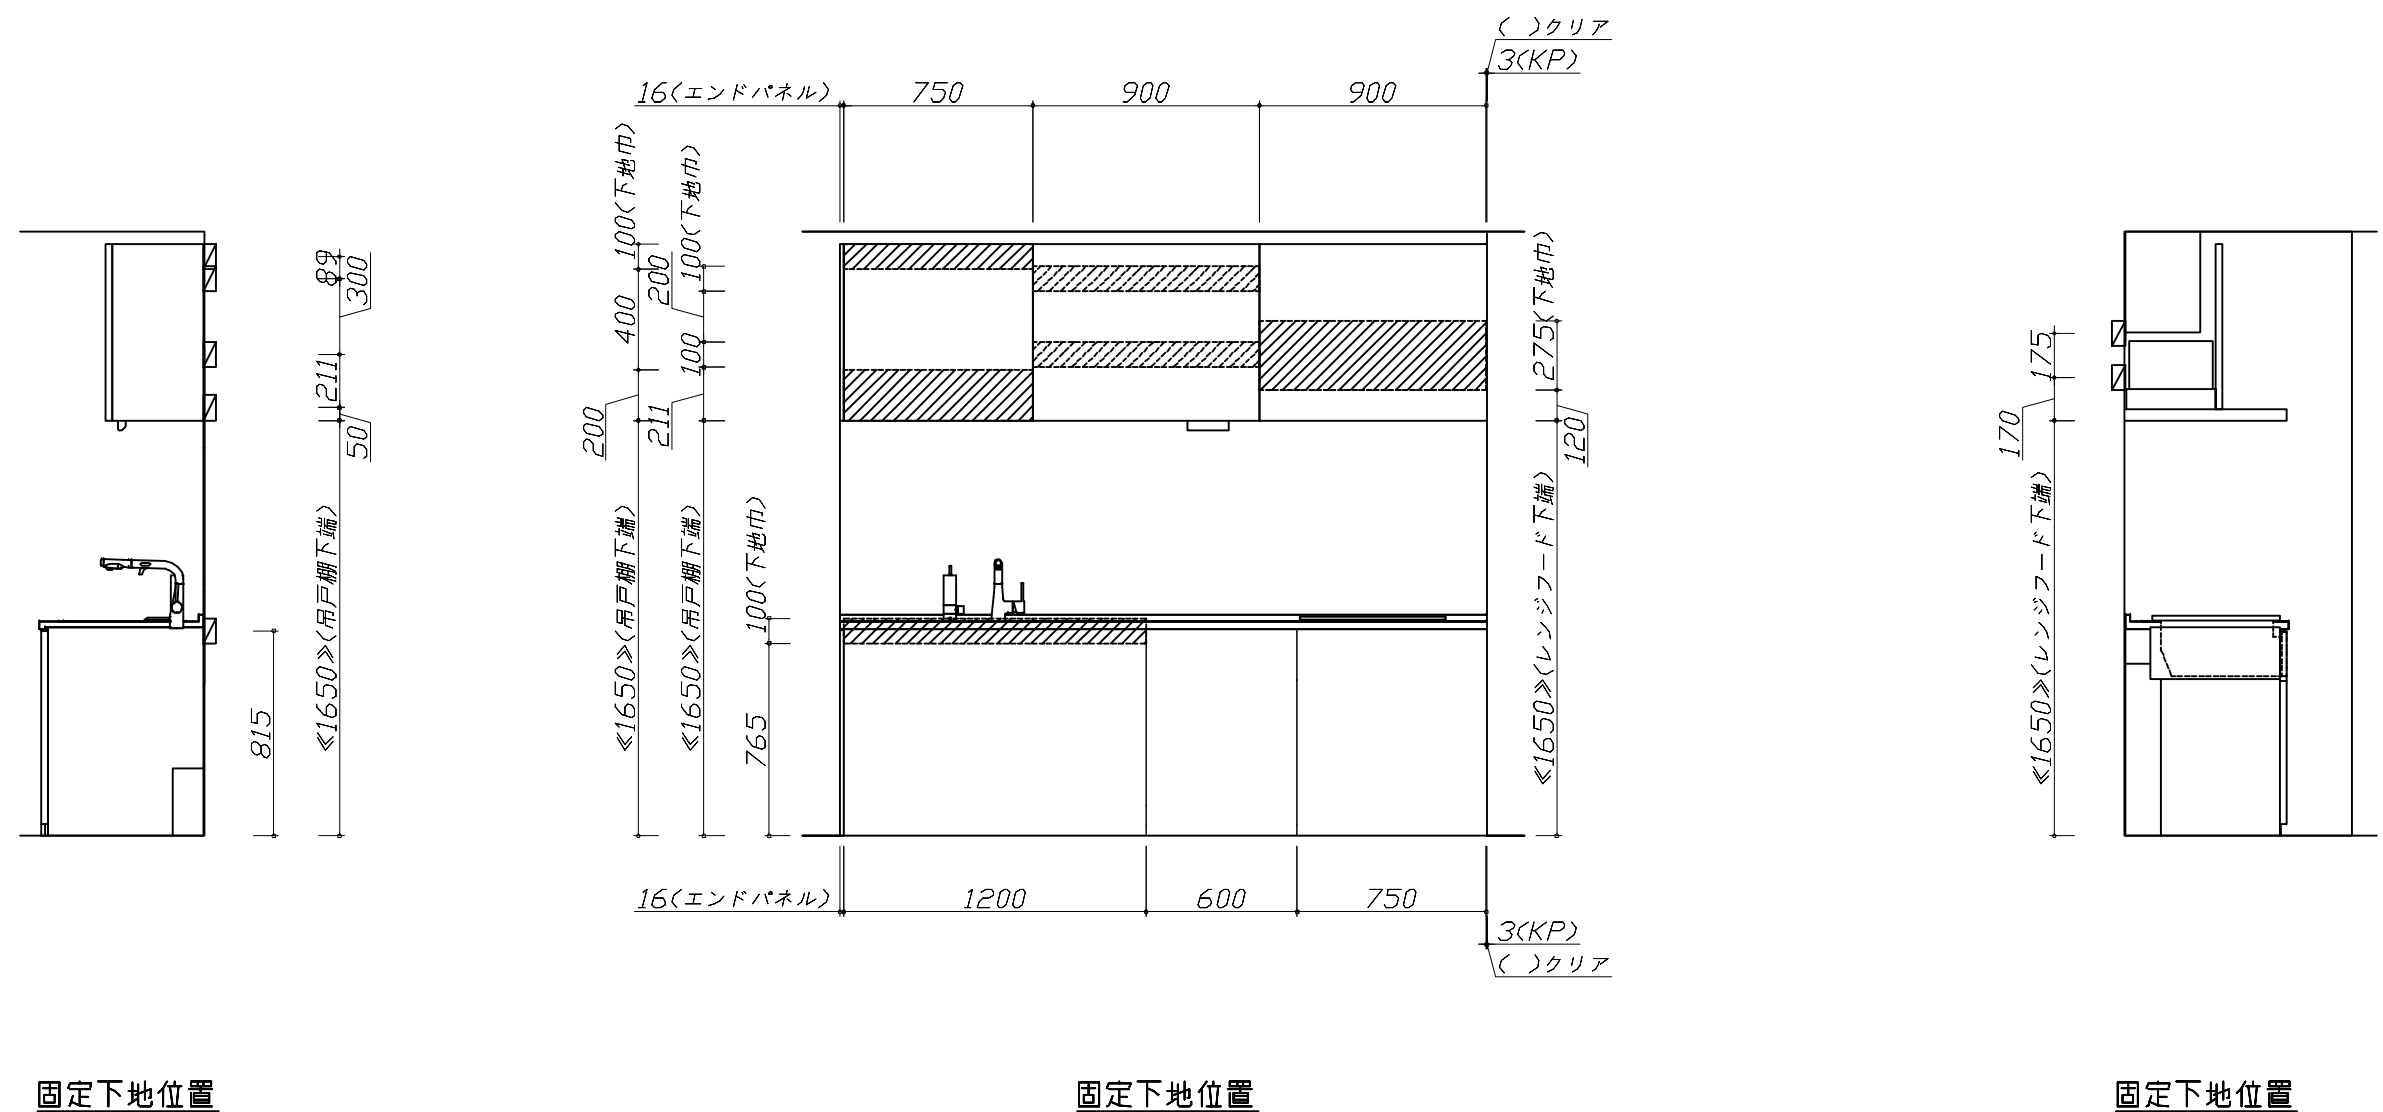 ( )クリア
3(KP)
16(エンドパネル)
750
900
900
89
300
211
50
≪1650≫(吊戸棚下端)
815
100(下地巾)
400
200
≪1650≫(吊戸棚下端)
100(下地巾)
200
100
211
≪1650≫(吊戸棚下端)
100(下地巾)
765
275(下地巾)
120
≪1650≫(レンジフード下端)
175
170
≪1650≫(レンジフード下端)
16(エンドパネル)
1200
600
750
3(KP)
( )クリア
固定下地位置
固定下地位置
固定下地位置